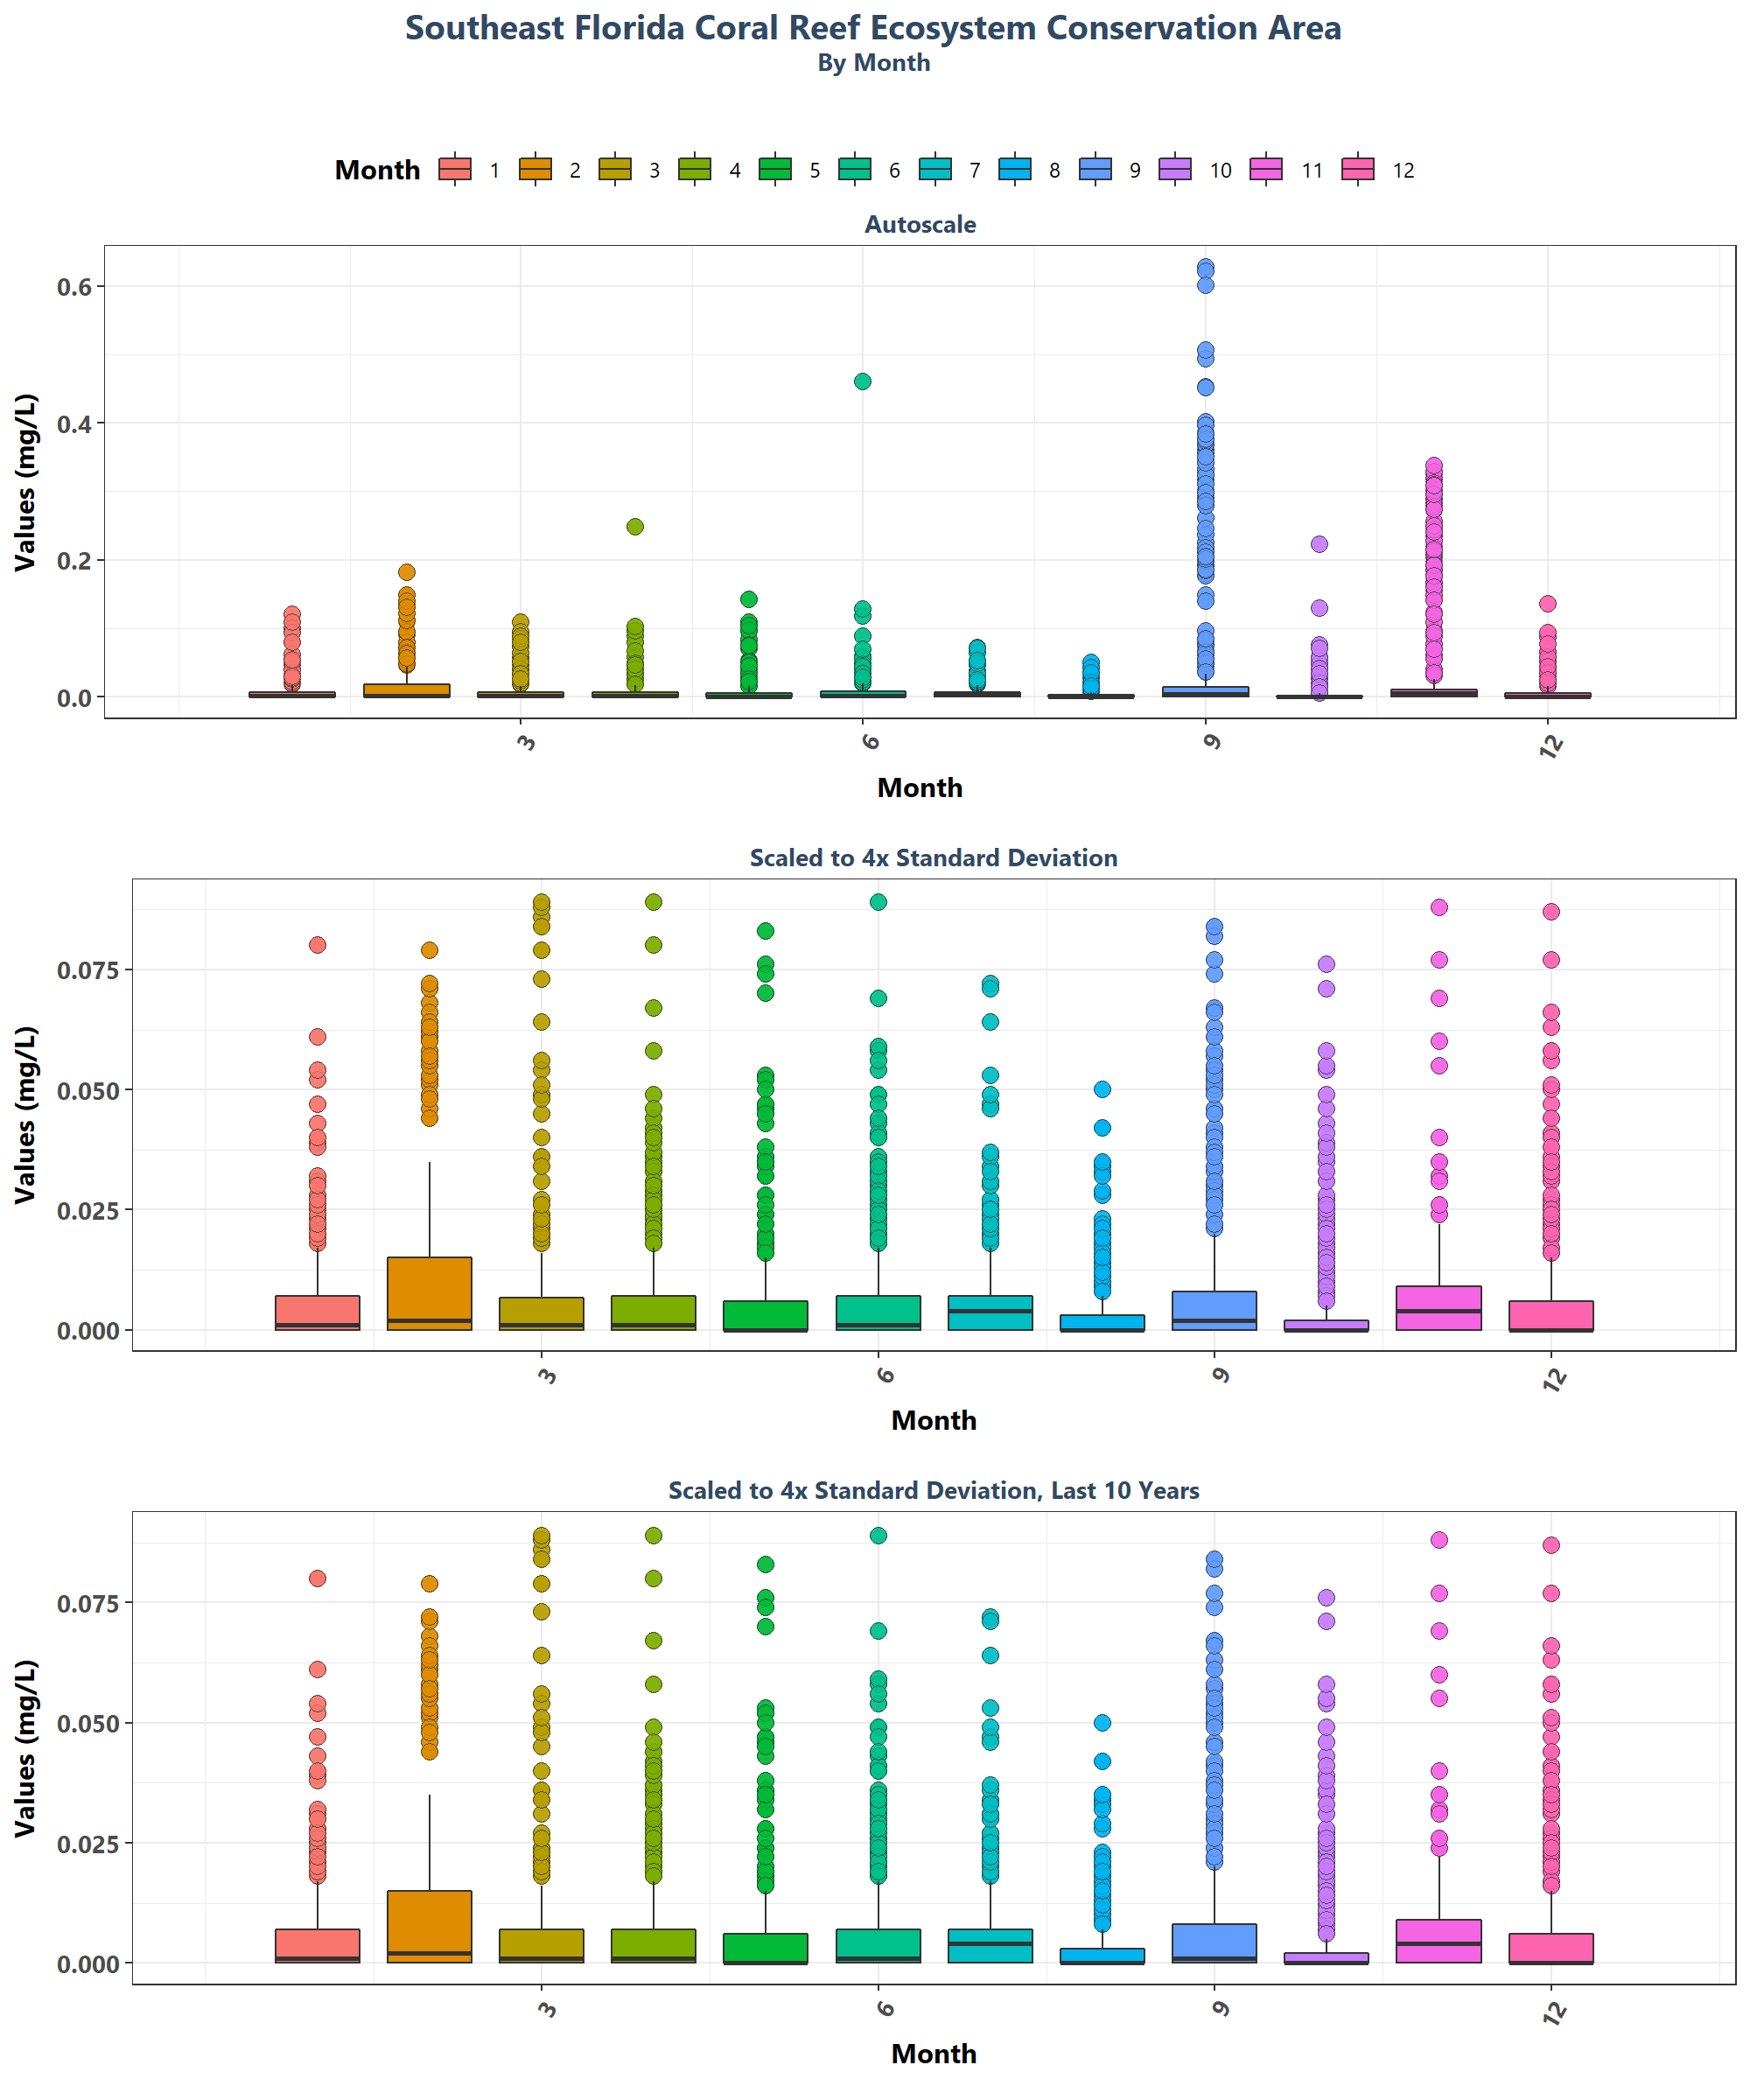 Southeast Florida Coral Reef Ecosystem Conservation Area
By Month
Month 1 2 3 4 5 6 7 8 9 10 11 12
Autoscale
Values (mg/L)
0.6
0.4
0.2
0.0
3 6 9 12
Month
Scaled to 4x Standard Deviation
Values (mg/L)
0.075
0.050
0.025
0.000
3 6 9 12
Month
Scaled to 4x Standard Deviation, Last 10 Years
Values (mg/L)
0.075
0.050
0.025
0.000
3 6 9 12
Month